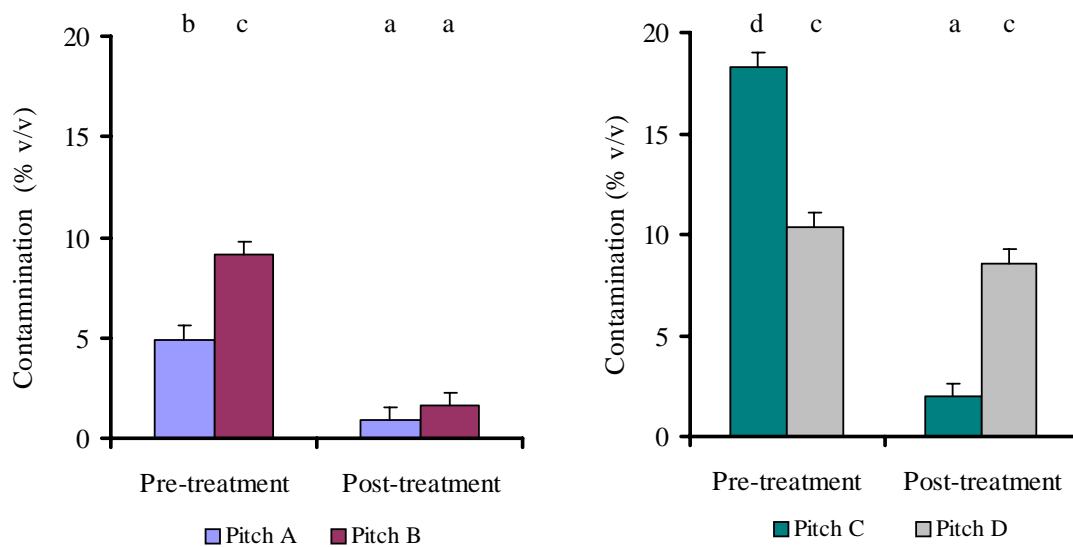 b c a a
20
15
10
5
0
Contamnination (% v/v)
Pre-treatment Post-treatment
Pitch A Pitch B
d c a c
20
15
10
5
0
Contamination (% v/v)
Pre-treatment Post-treatment
Pitch C Pitch D